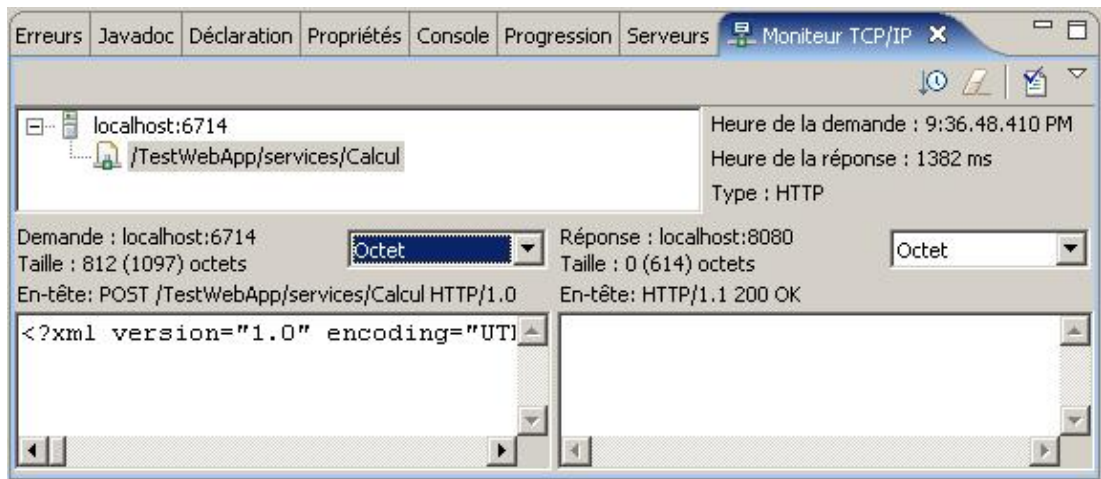 Erreurs Javadoc Déclaration Propriétés Console Progression Serveurs Moniteur TCP/IP
localhost:6714
/TestWebApp/services/Calcul
Heure de la demande : 9:36.48.410 PM
Heure de la réponse : 1382 ms
Type : HTTP
Demande : localhost:6714
Taille : 812 (1097) octets
Octet
En-tête: POST /TestWebApp/services/Calcul HTTP/1.0
<?xml version="1.0" encoding="UT
Réponse : localhost:8080
Taille : 0 (614) octets
Octet
En-tête: HTTP/1.1 200 OK